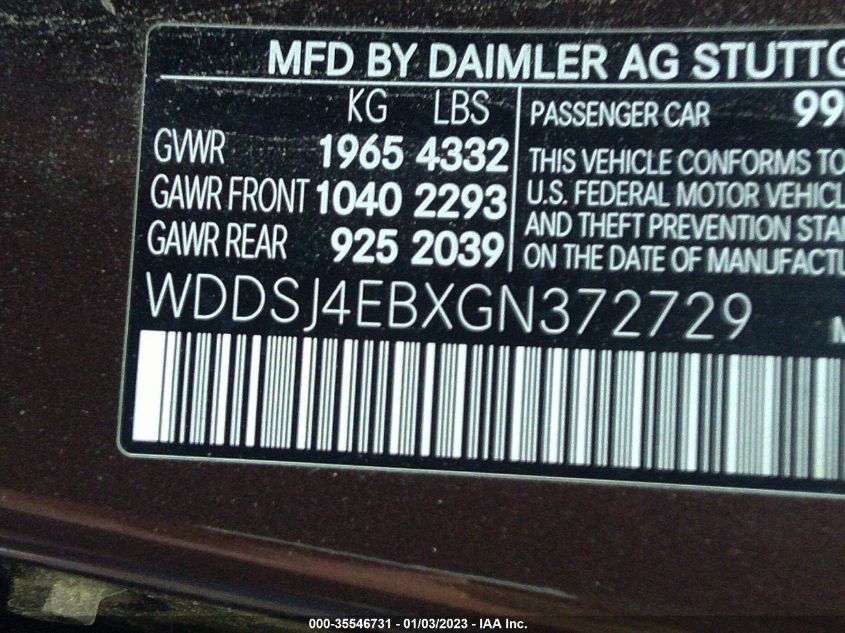 MFD BY DAIMLER AG STUTTG
KG LBS
GVWR 1965 4332
GAWR FRONT 1040 2293
GAWR REAR 925 2039
PASSENGER CAR 99
THIS VEHICLE CONFORMS TO
U.S. FEDERAL MOTOR VEHICL
AND THEFT PREVENTION STA
ON THE DATE OF MANUFACTU
WDDSJ4EBXGN372729
000-35546731 - 01/03/2023 - IAA Inc.